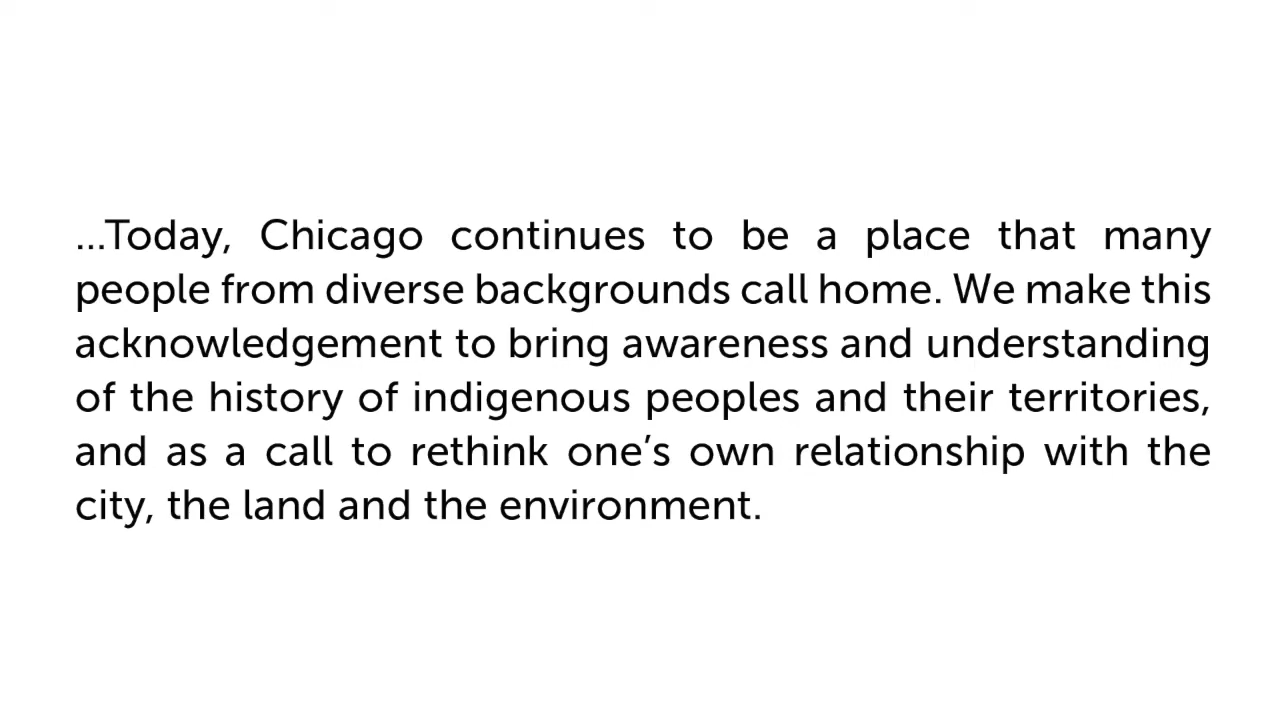 ...Today, Chicago continues to be a place that many
people from diverse backgrounds call home. We make this
acknowledgement to bring awareness and understanding
of the history of indigenous peoples and their territories,
and as a call to rethink one’s own relationship with the
city, the land and the environment.